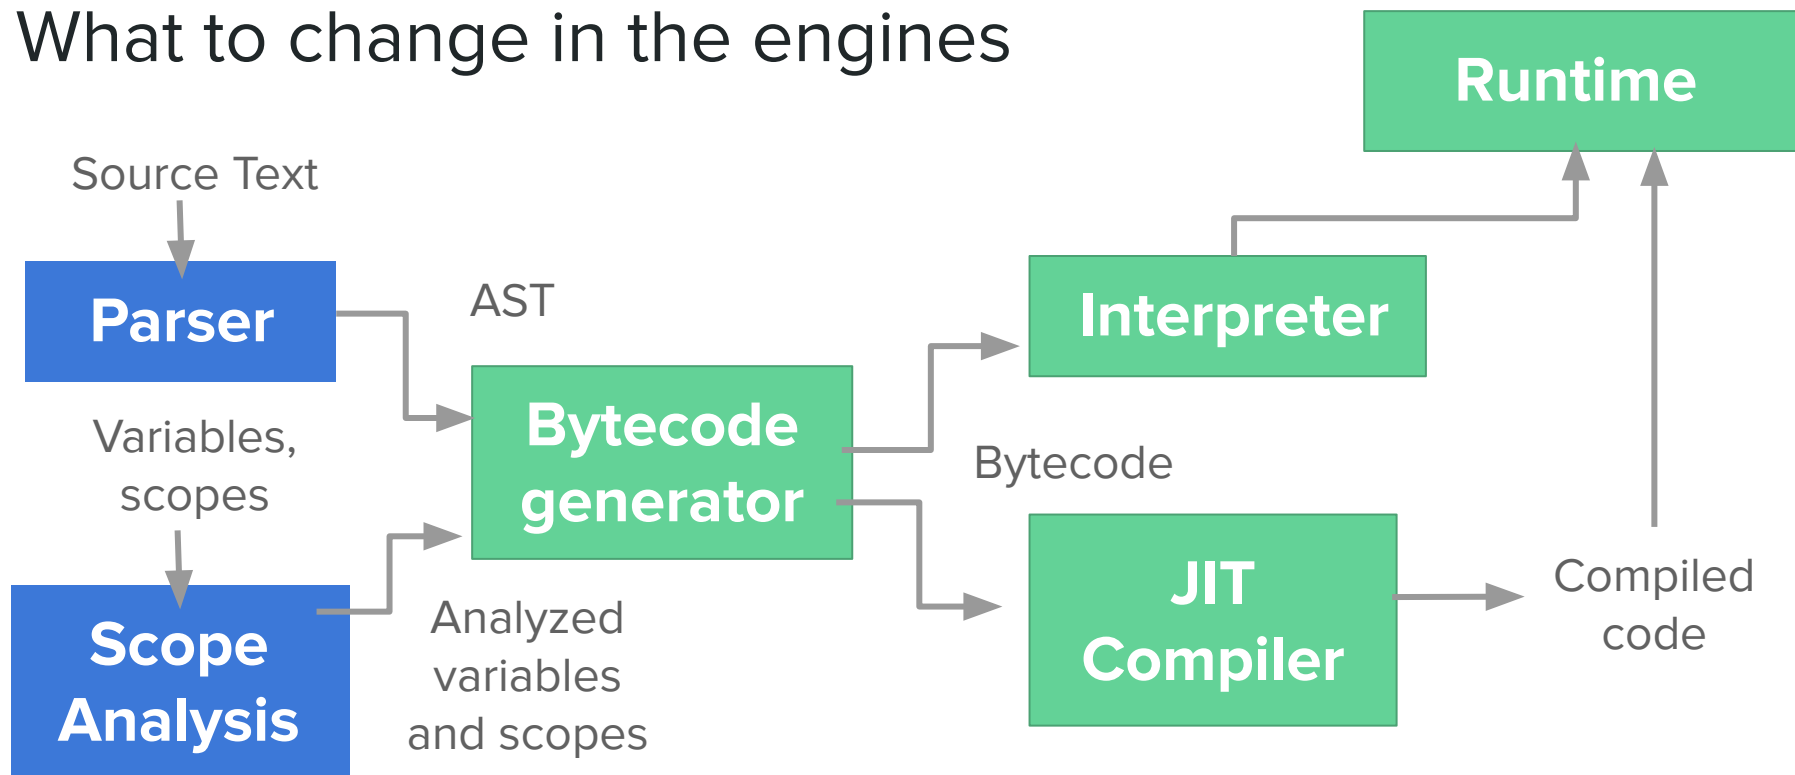 What to change in the engines
Runtime
Source Text
Parser
AST
Interpreter
Variables,
scopes
Bytecode
generator
Bytecode
Scope
Analysis
Analyzed
variables
and scopes
JIT
Compiler
Compiled
code